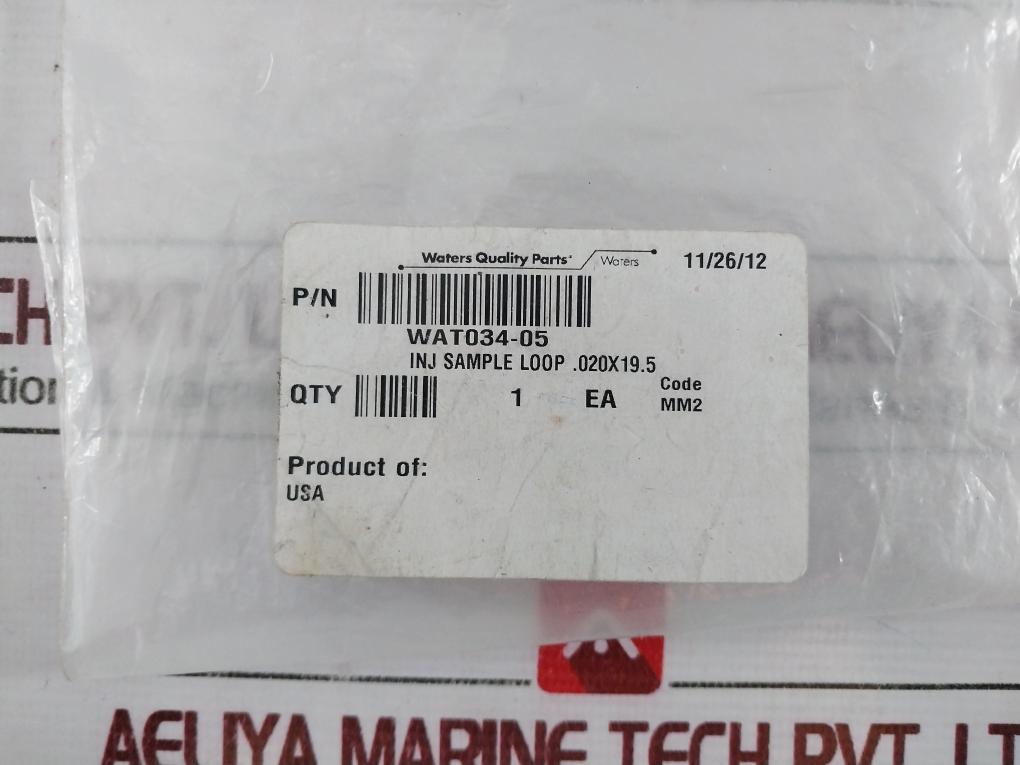 Waters Quality Parts
Waters
11/26/12
P/N
WAT034-05
INJ SAMPLE LOOP .020X19.5
QTY
1
EA
Code
MM2
Product of:
USA
AELIYA MARINE TECH PVT. LT